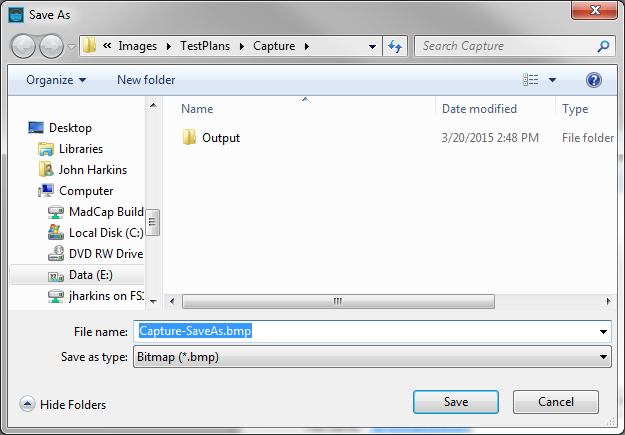 Save As
« Images ▸ TestPlans ▸ Capture ▸
Search Capture
Organize
New folder
Name
Date modified
Type
Output
3/20/2015 2:48 PM
File folder
Desktop
Libraries
John Harkins
Computer
MadCap Build
Local Disk (C:)
DVD RW Drive
Data (E:)
jharkins on FS
File name:
Capture-SaveAs.bmp
Save as type:
Bitmap (*.bmp)
Hide Folders
Save
Cancel